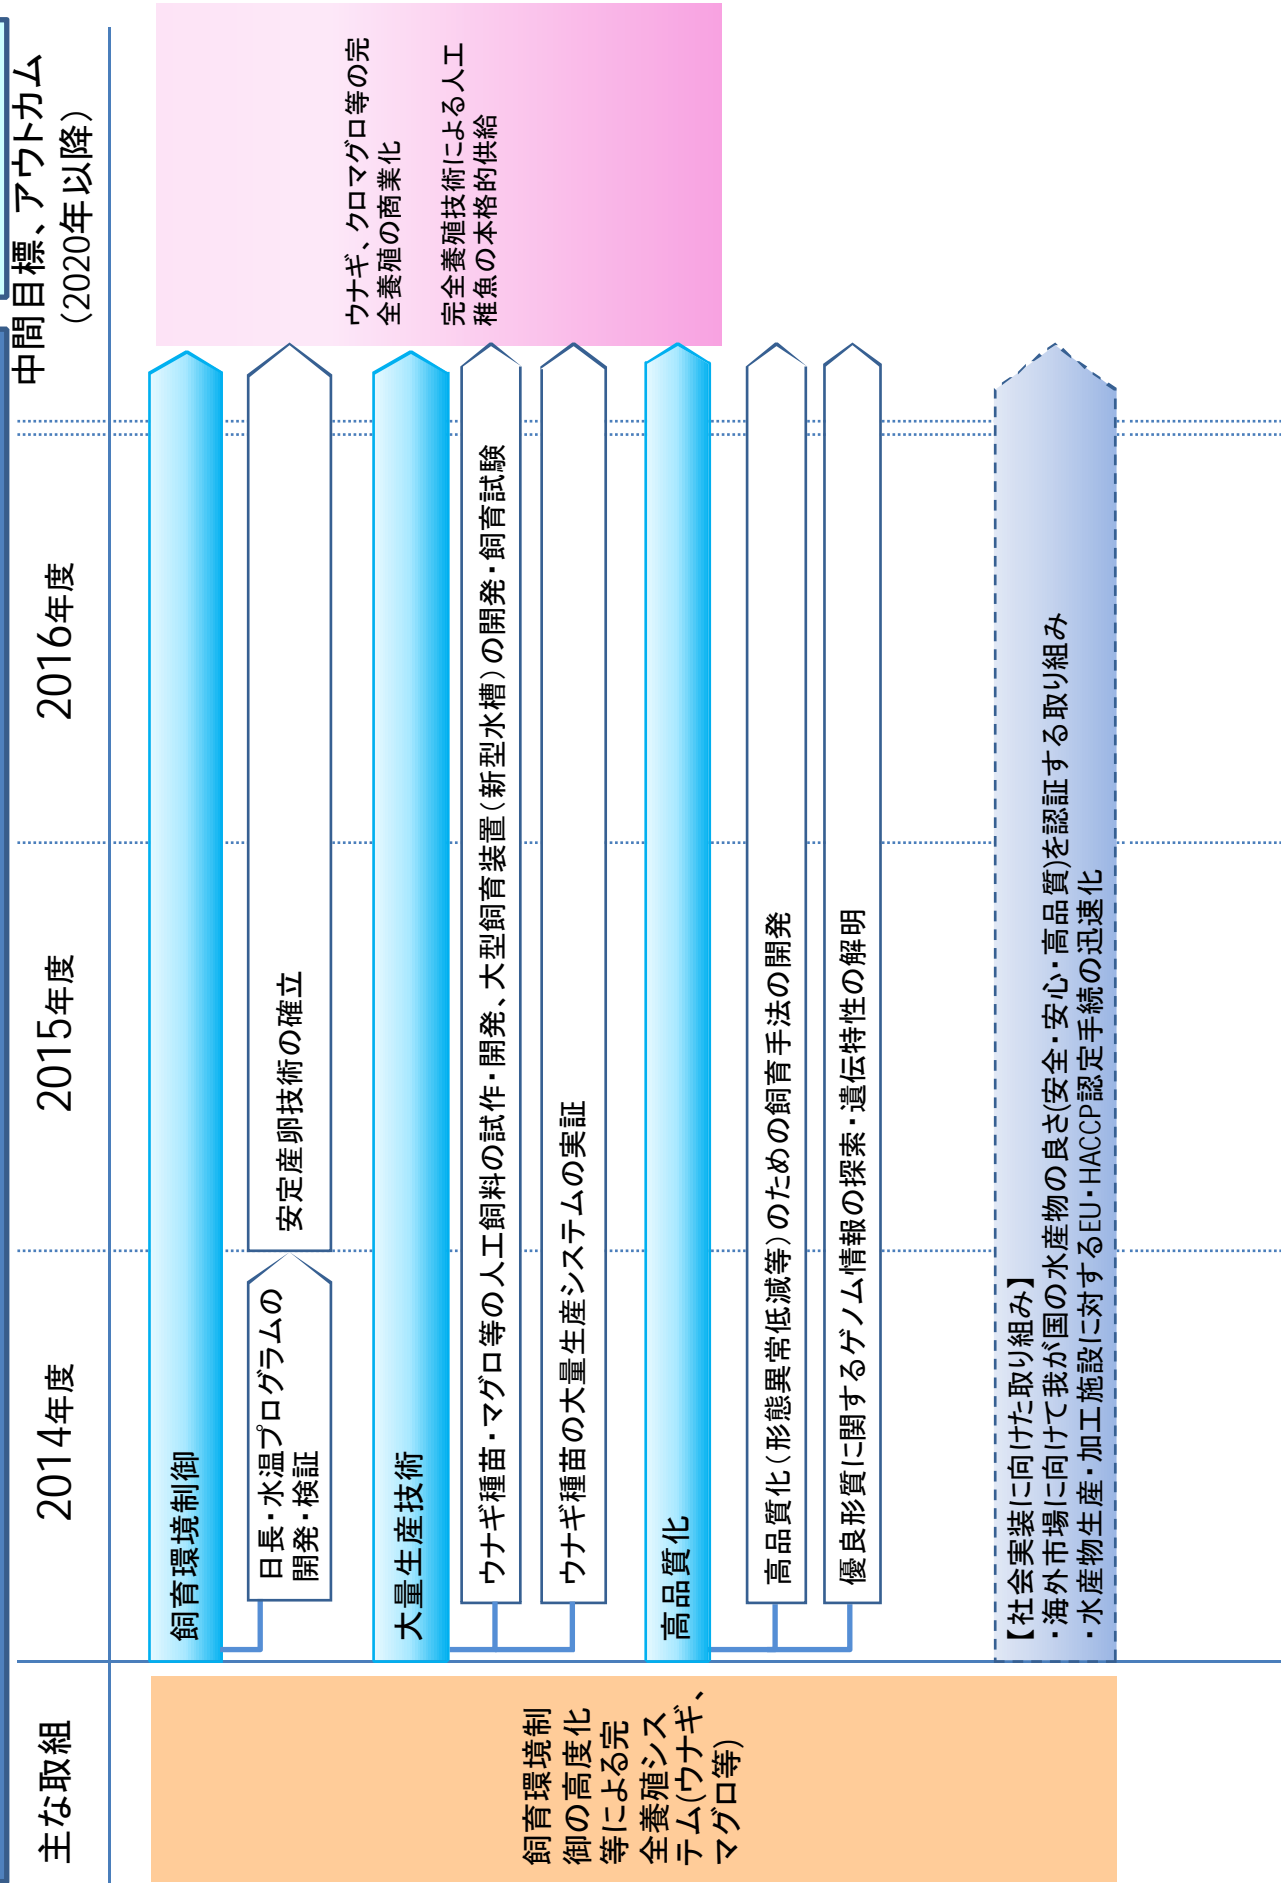 主な取組
2014年度
2015年度
2016年度
中間目標、アウトカム
（2020年以降）
飼育環境制
御の高度化
等による完
全養殖シス
テム(ウナギ、
マグロ等)
飼育環境制御
日長・水温プログラムの
開発・検証
安定産卵技術の確立
大量生産技術
ウナギ種苗・マグロ等の人工飼料の試作・開発、大型飼育装置（新型水槽）の開発・飼育試験
ウナギ種苗の大量生産システムの実証
高品質化
高品質化（形態異常低減等）のための飼育手法の開発
優良形質に関するゲノム情報の探索・遺伝特性の解明
【社会実装に向けた取り組み】
・海外市場に向けて我が国の水産物の良さ(安全・安心・高品質)を認証する取り組み
・水産物生産・加工施設に対するEU・HACCP認定手続の迅速化
ウナギ、クロマグロ等の完
全養殖の商業化
完全養殖技術による人工
稚魚の本格的供給